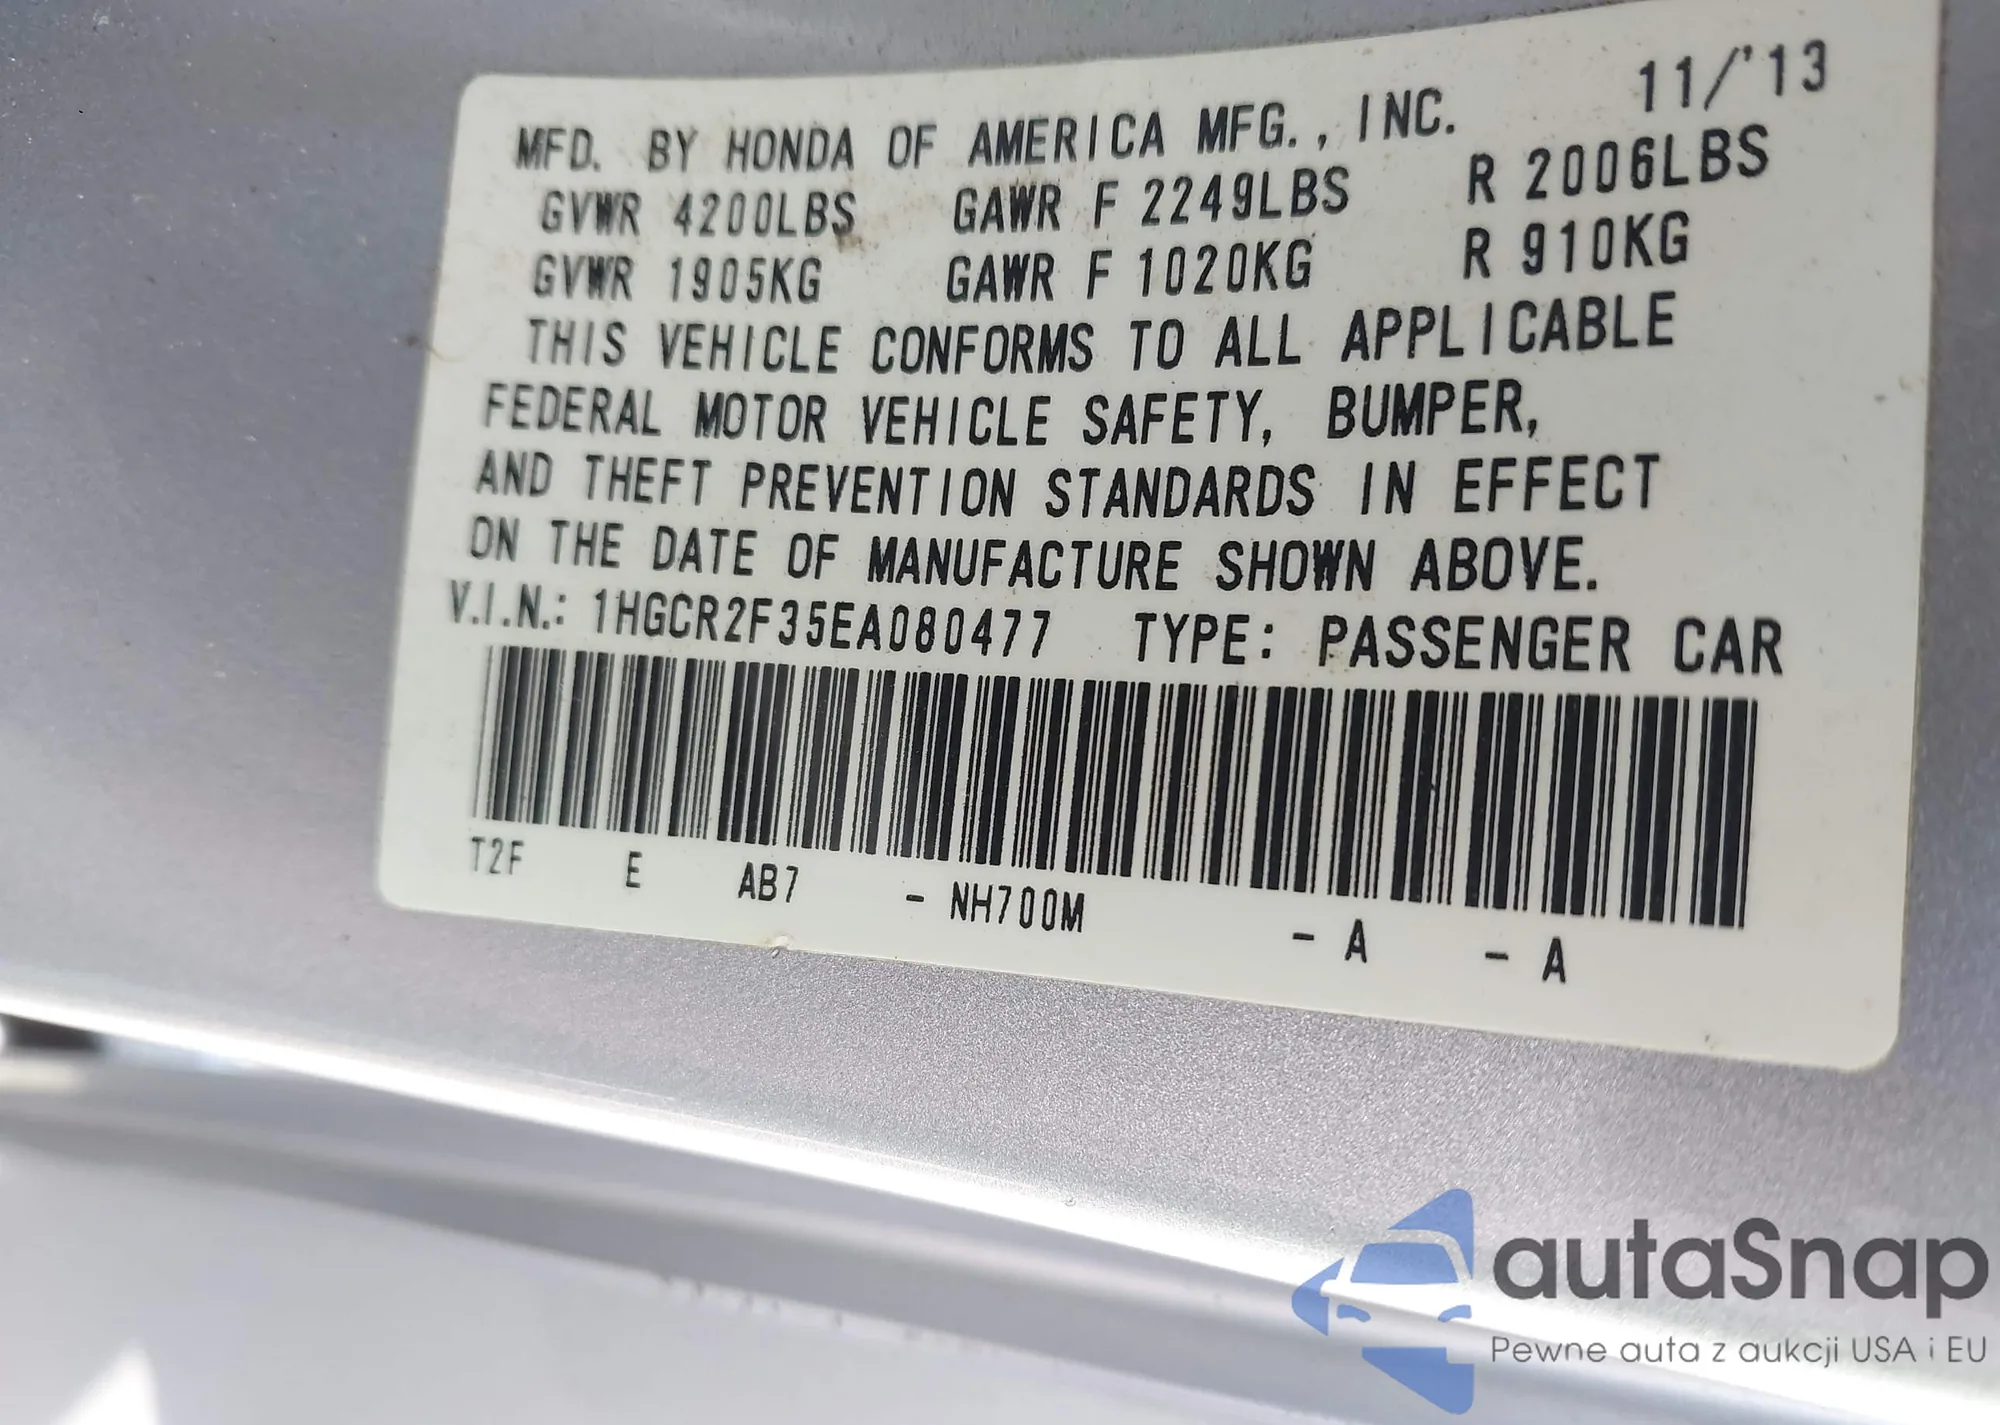 MFD. BY HONDA OF AMERICA MFG., INC. 11/'13
GVWR 4200LBS GAWR F 2249LBS R 2006LBS
GVWR 1905KG GAWR F 1020KG R 910KG
THIS VEHICLE CONFORMS TO ALL APPLICABLE
FEDERAL MOTOR VEHICLE SAFETY, BUMPER,
AND THEFT PREVENTION STANDARDS IN EFFECT
ON THE DATE OF MANUFACTURE SHOWN ABOVE.
V.I.N.: 1HGCR2F35EA080477 TYPE: PASSENGER CAR
T2F E AB7 - NH700M - A - A
autaSnap
Pewne auta z aukcji USA i EU